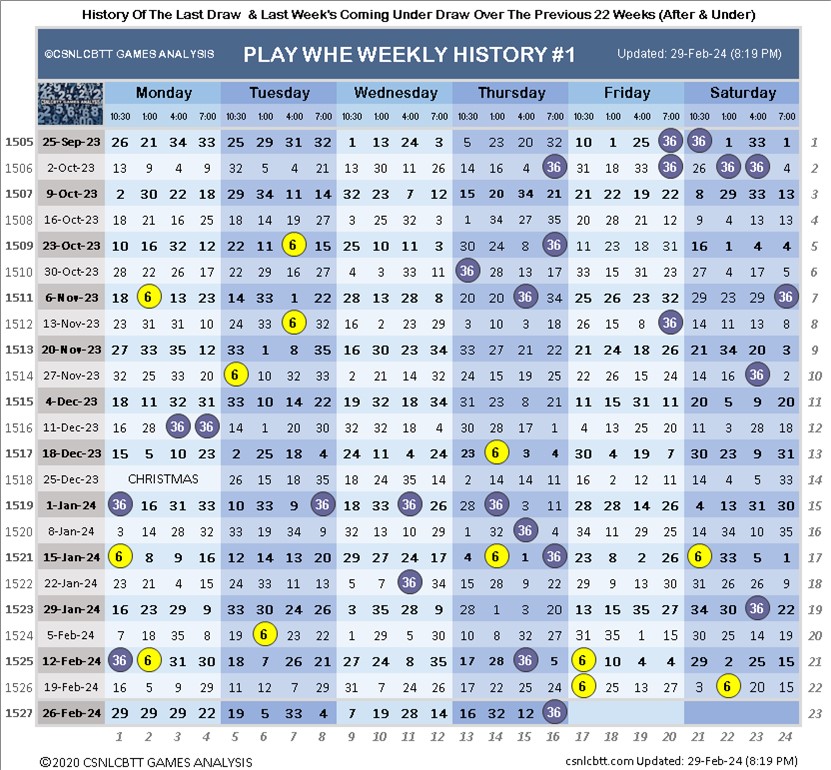 History Of The Last Draw & Last Week's Coming Under Draw Over The Previous 22 Weeks (After & Under)
©CSNLCBTT GAMES ANALYSIS PLAY WHE WEEKLY HISTORY #1 Updated: 29-Feb-24 (8:19 PM)
Monday Tuesday Wednesday Thursday Friday Saturday
10:30 1:00 4:00 7:00 10:30 1:00 4:00 7:00 10:30 1:00 4:00 7:00 10:30 1:00 4:00 7:00 10:30 1:00 4:00 7:00 10:30 1:00 4:00 7:00
1505 25-Sep-23 26 21 34 33 25 29 31 32 1 13 24 3 5 23 20 32 10 1 25 36 36 1 33 1 1
1506 2-Oct-23 13 9 4 9 32 5 4 21 13 30 11 26 14 16 4 36 31 18 33 36 26 36 36 4 2
1507 9-Oct-23 2 30 22 18 29 34 11 14 32 23 7 12 15 20 34 21 21 22 19 22 8 29 33 13 3
1508 16-Oct-23 18 21 16 25 18 14 19 27 3 25 32 3 1 34 27 35 20 28 21 12 9 4 13 13 4
1509 23-Oct-23 10 16 32 12 22 11 6 15 25 10 11 3 30 24 8 36 11 23 18 31 16 1 4 4 5
1510 30-Oct-23 28 22 26 17 22 29 16 27 4 3 33 11 36 28 13 17 33 15 31 23 27 4 17 5 6
1511 6-Nov-23 18 6 13 23 14 33 1 22 28 13 28 8 20 20 36 34 25 26 23 32 29 23 29 36 7
1512 13-Nov-23 23 31 31 10 24 33 6 32 16 2 23 29 3 10 3 18 26 15 8 36 14 11 13 14 8
1513 20-Nov-23 27 33 35 12 33 1 8 35 16 30 23 34 33 27 21 22 21 24 18 26 21 34 20 3 9
1514 27-Nov-23 32 25 33 20 6 10 32 33 2 21 14 32 24 15 19 25 22 26 15 24 14 16 36 2 10
1515 4-Dec-23 18 11 32 31 33 10 14 22 19 32 18 34 31 23 8 21 11 15 31 11 20 5 9 20 11
1516 11-Dec-23 16 28 36 36 14 1 20 30 32 32 18 4 30 28 17 1 4 13 25 20 11 3 28 13 12
1517 18-Dec-23 15 5 10 23 2 25 18 4 24 11 4 24 23 6 3 4 30 4 19 7 30 23 9 31 13
1518 25-Dec-23 CHRISTMAS 26 15 18 35 18 24 35 14 2 14 14 11 16 2 12 11 14 4 5 4 14
1519 1-Jan-24 36 16 31 33 10 33 9 36 18 33 36 26 28 36 3 11 28 28 14 26 4 13 31 30 15
1520 8-Jan-24 3 14 28 32 33 19 34 9 32 13 10 29 1 32 36 4 34 11 29 25 14 34 10 35 16
1521 15-Jan-24 6 8 9 16 12 14 13 20 29 27 24 17 4 6 1 36 23 8 2 26 6 33 5 1 17
1522 22-Jan-24 23 21 4 15 24 33 11 13 5 7 36 34 15 28 9 22 29 9 13 30 31 26 26 9 18
1523 29-Jan-24 16 23 29 9 33 30 24 26 3 35 28 9 28 1 3 20 13 15 35 27 34 30 36 22 19
1524 5-Feb-24 7 18 35 8 19 6 23 22 1 29 5 30 10 8 32 27 31 35 1 15 30 25 14 19 20
1525 12-Feb-24 36 6 31 30 18 7 26 21 27 24 8 35 17 28 36 5 6 10 4 4 29 2 25 15 21
1526 19-Feb-24 16 5 9 29 11 12 7 29 31 7 24 26 17 22 25 24 6 25 13 27 3 6 20 15 22
1527 26-Feb-24 29 29 29 22 19 5 33 4 7 19 28 14 16 32 12 36 23
1 2 3 4 5 6 7 8 9 10 11 12 13 14 15 16 17 18 19 20 21 22 23 24
©2020 CSNLCBTT GAMES ANALYSIS csnlcbtt.com Updated: 29-Feb-24 (8:19 PM)